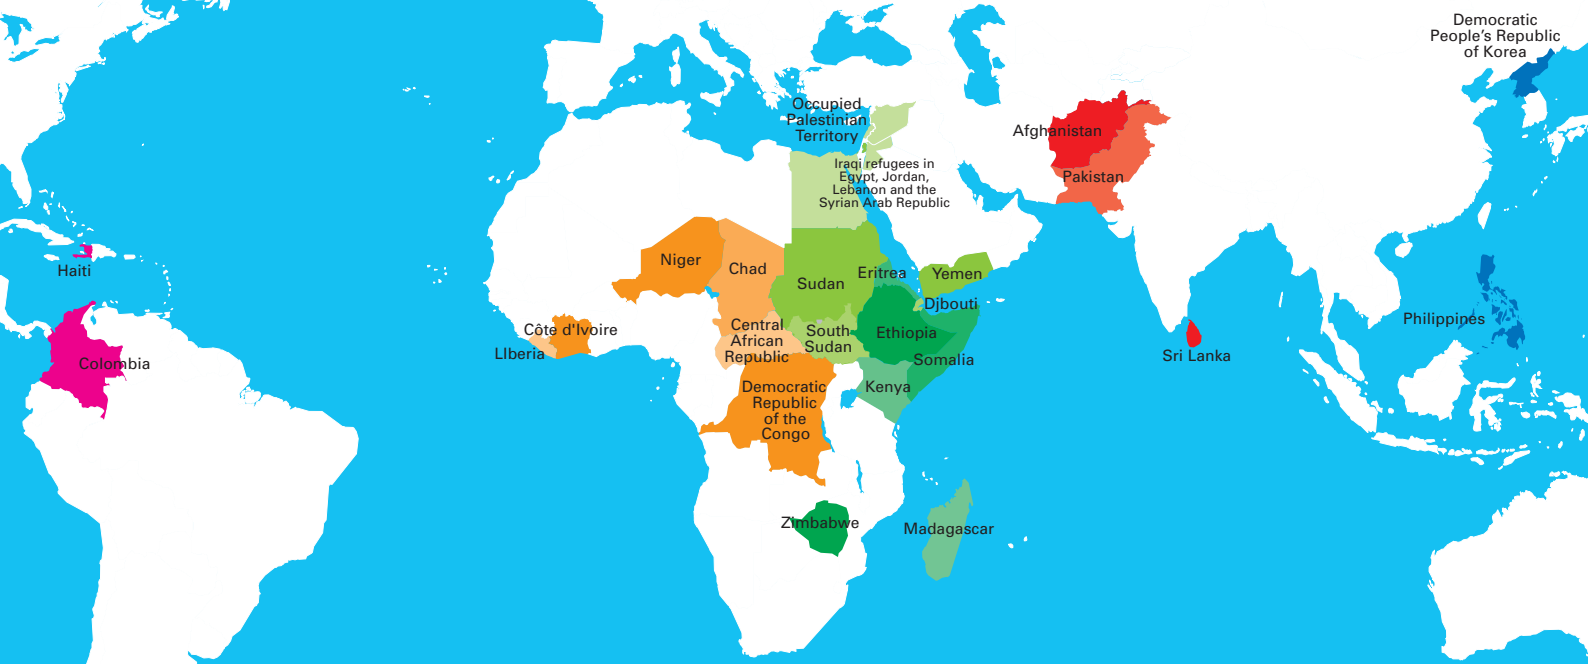 Democratic
People's Republic
of Korea
Occupied
Palestinian
Territory
Afghanistan
Iraqi refugees in
Egypt, Jordan,
Lebanon and the
Syrian Arab Republic
Pakistan
Haiti
Niger
Chad
Sudan
Eritrea
Yemen
Djibouti
Côte d'Ivoire
LIberia
Central
African
Republic
South
Sudan
Ethiopia
Somalia
Philippines
Sri Lanka
Colombia
Kenya
Democratic
Republic
of the
Congo
Zimbabwe
Madagascar